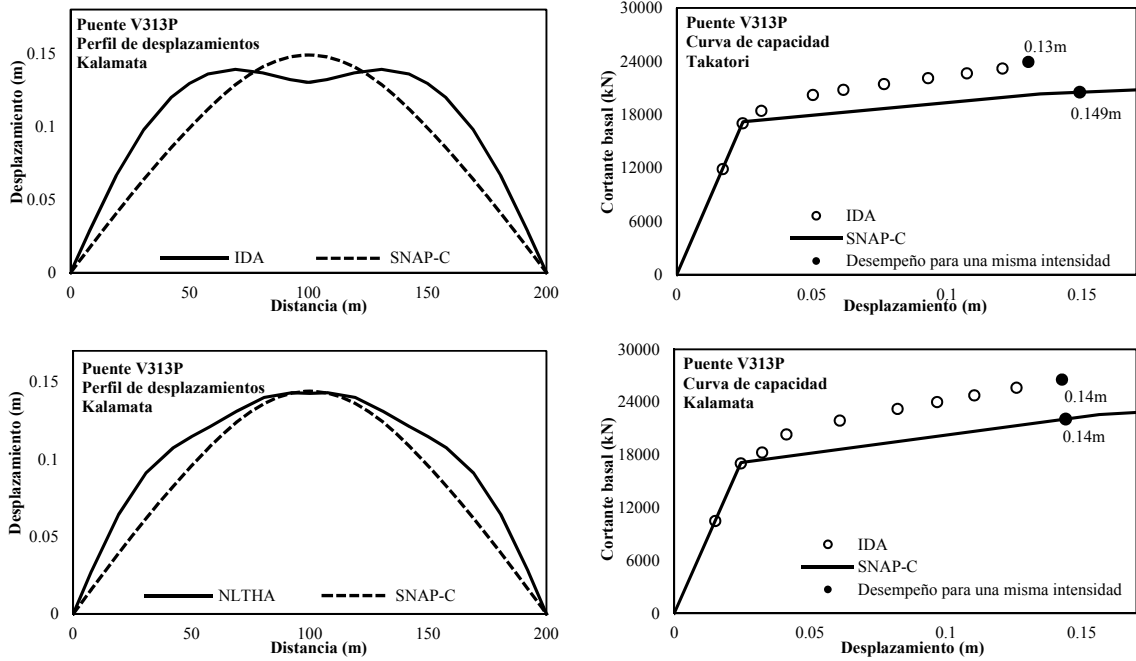 Puente V313P
Perfil de desplazamientos
Kalamata
Desplazamiento (m)
0.15
0.1
0.05
0
0
50
100
150
200
IDA
SNAP-C
Distancia (m)
Puente V313P
Curva de capacidad
Takatori
Cortante basal (kN)
30000
24000
18000
12000
6000
0
0
0.05
0.1
0.15
0.13m
0.149m
IDA
SNAP-C
Desempeño para una misma intensidad
Desplazamiento (m)
Puente V313P
Perfil de desplazamientos
Kalamata
Desplazamiento (m)
0.15
0.1
0.05
0
0
50
100
150
200
NLTHA
SNAP-C
Distancia (m)
Puente V313P
Curva de capacidad
Kalamata
Cortante basal (kN)
30000
24000
18000
12000
6000
0
0
0.05
0.1
0.15
0.14m
0.14m
IDA
SNAP-C
Desempeño para una misma intensidad
Desplazamiento (m)